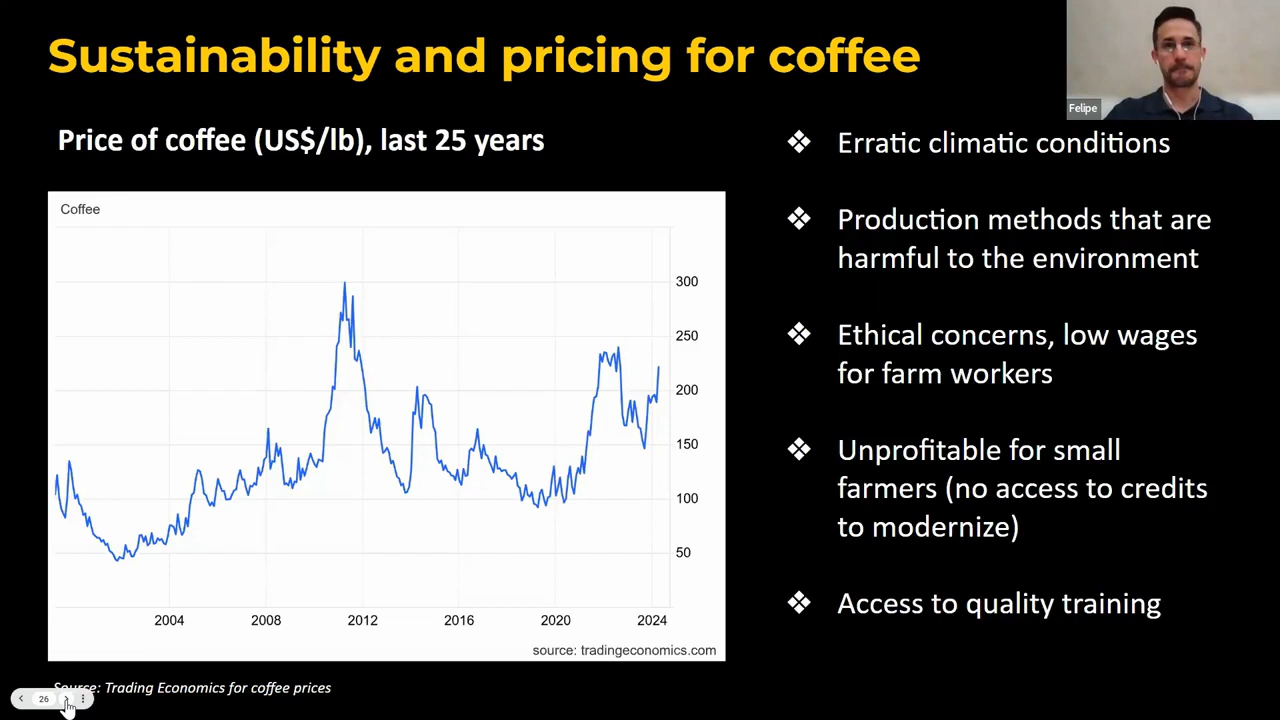 Sustainability and pricing for coffee
Felipe
Price of coffee (US$/lb), last 25 years
Coffee
300
250
200
150
100
50
2004
2008
2012
2016
2020
2024
source: tradingeconomics.com
Source: Trading Economics for coffee prices
26
❖ Erratic climatic conditions
❖ Production methods that are
harmful to the environment
❖ Ethical concerns, low wages
for farm workers
❖ Unprofitable for small
farmers (no access to credits
to modernize)
❖ Access to quality training